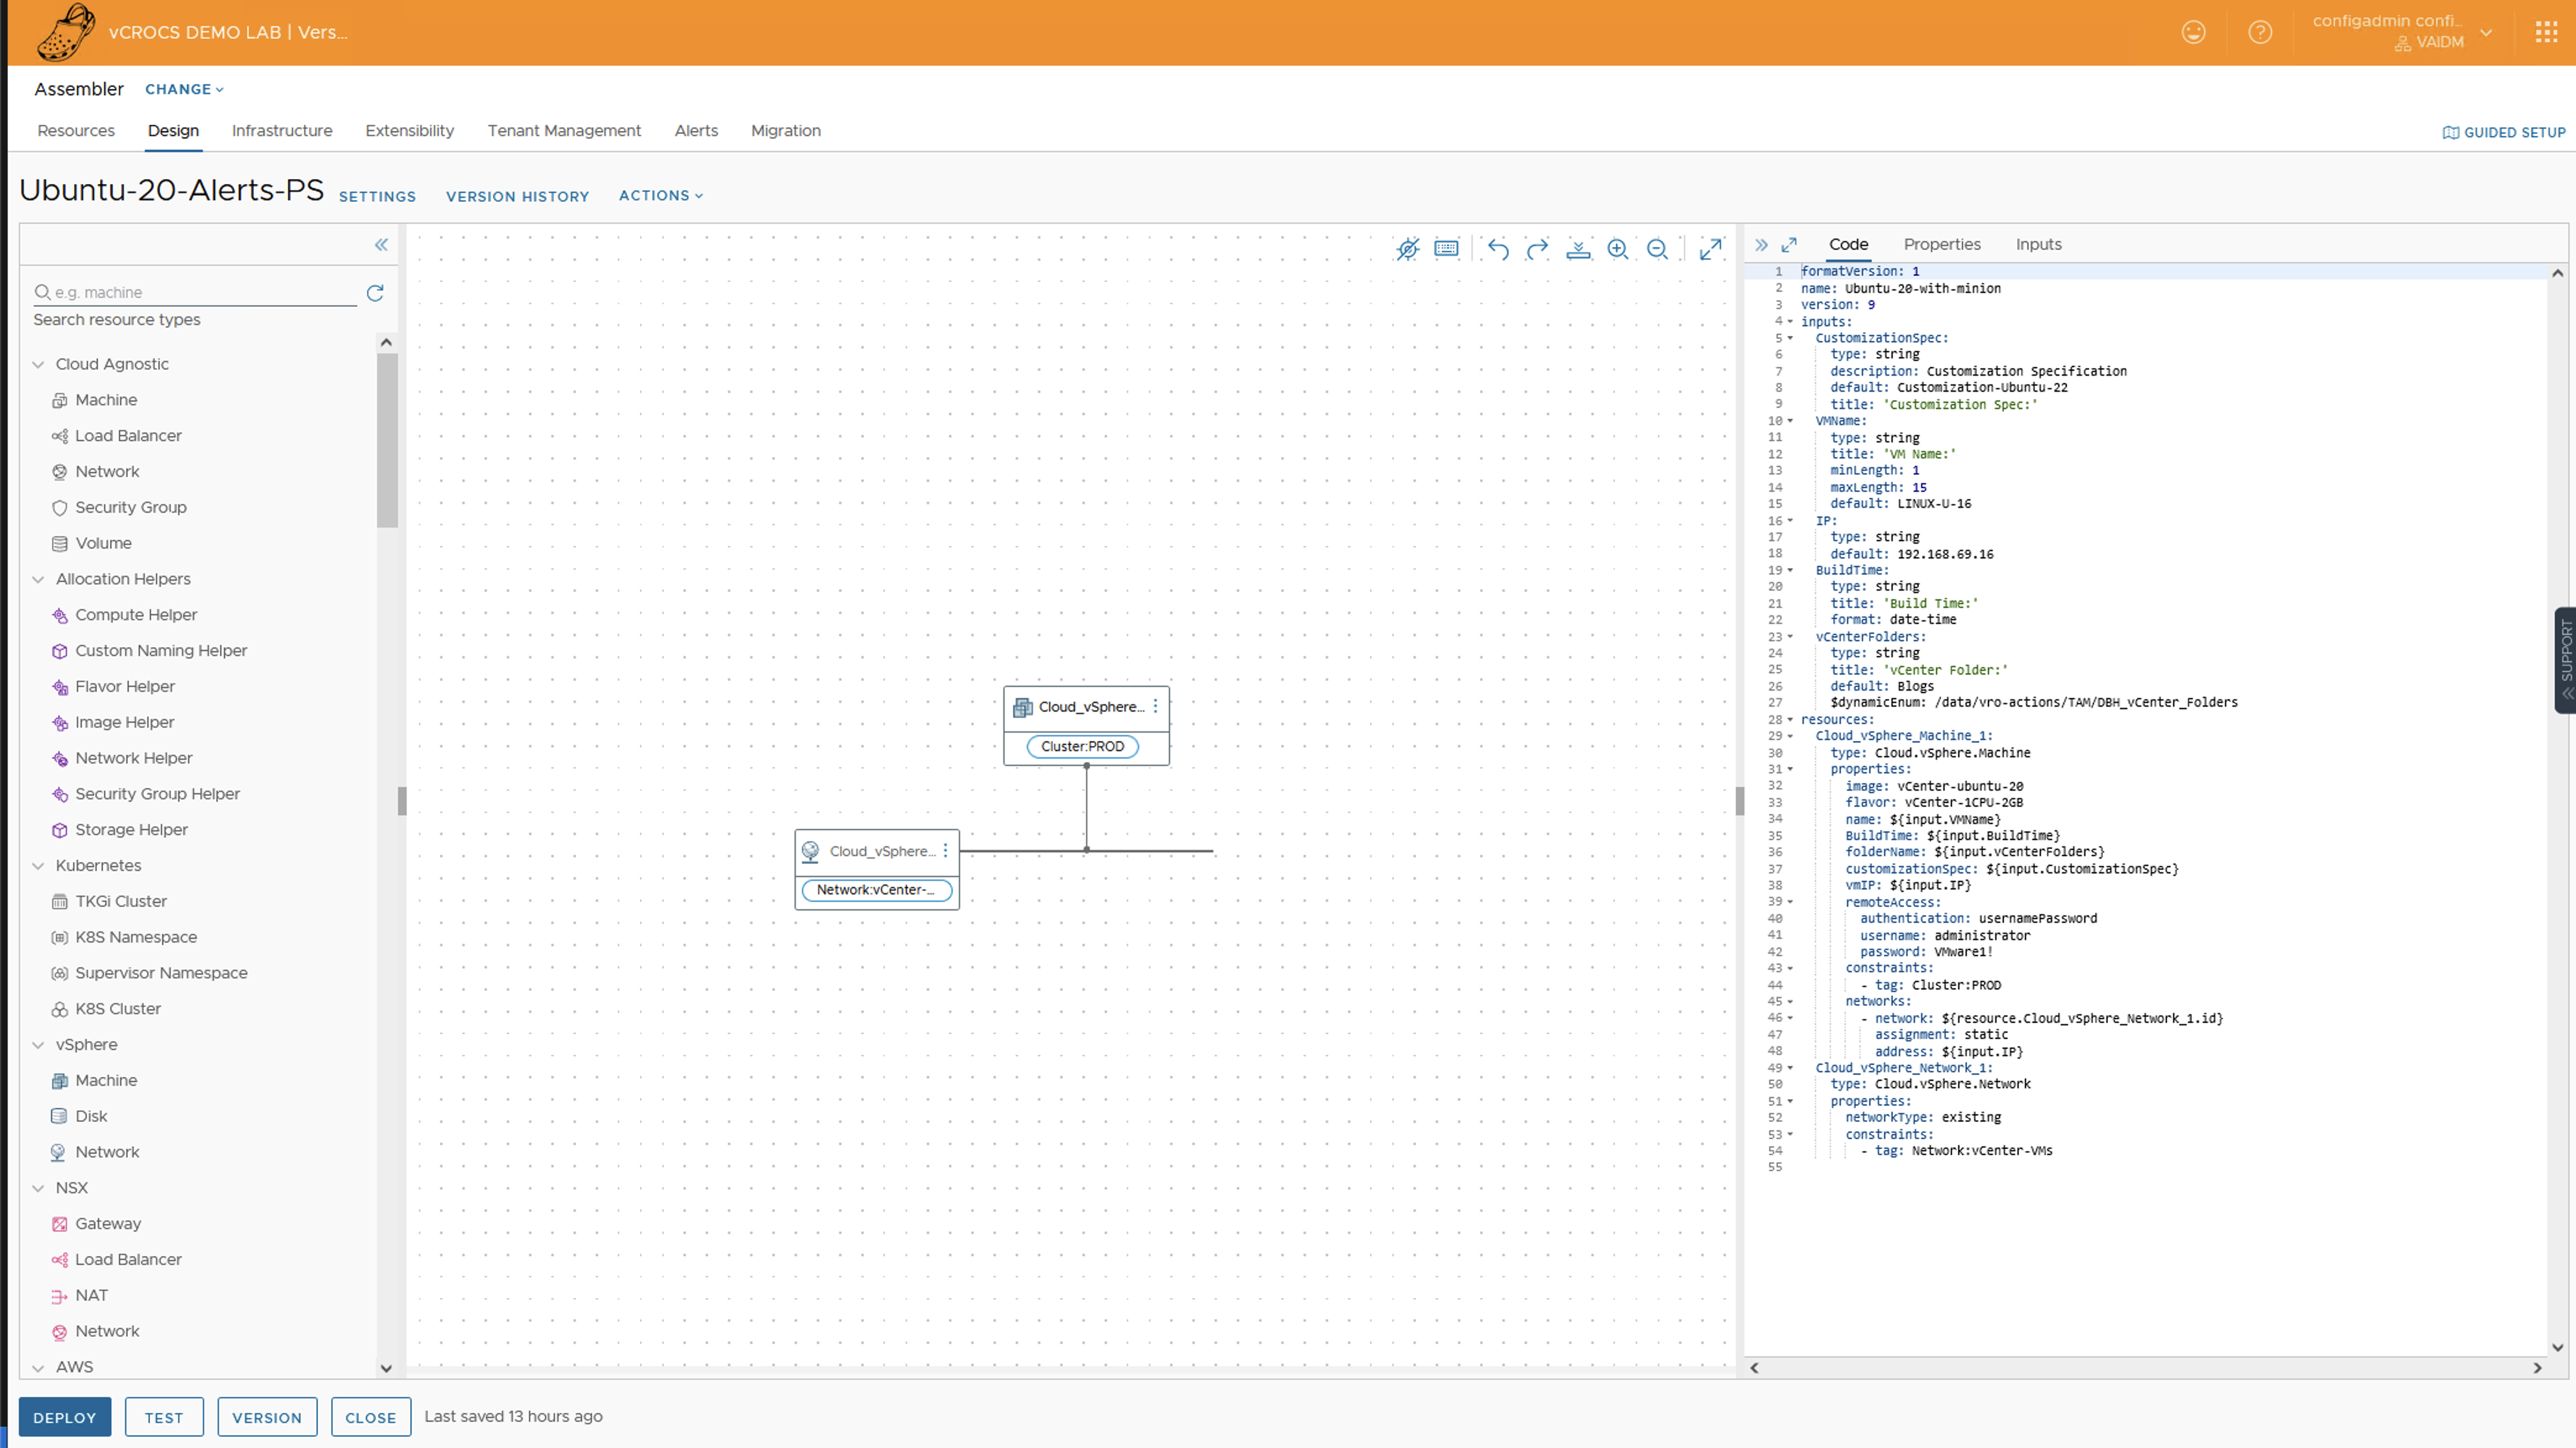 vCROCS DEMO LAB | Vers...
configadmin confi...
VAIDM
Assembler CHANGE
Resources Design Infrastructure Extensibility Tenant Management Alerts Migration
GUIDED SETUP
Ubuntu-20-Alerts-PS SETTINGS VERSION HISTORY ACTIONS
e.g. machine
Search resource types
Cloud Agnostic
Machine
Load Balancer
Network
Security Group
Volume
Allocation Helpers
Compute Helper
Custom Naming Helper
Flavor Helper
Image Helper
Network Helper
Security Group Helper
Storage Helper
Kubernetes
TKGi Cluster
K8S Namespace
Supervisor Namespace
K8S Cluster
vSphere
Machine
Disk
Network
NSX
Gateway
Load Balancer
NAT
Network
AWS
Cloud_vSphere...
Cluster:PROD
Cloud_vSphere...
Network:vCenter-...
Code Properties Inputs
1 formatVersion: 1
2 name: Ubuntu-20-with-minion
3 version: 9
4 inputs:
5 CustomizationSpec:
6 type: string
7 description: Customization Specification
8 default: Customization-Ubuntu-22
9 title: 'Customization Spec:'
10 VMName:
11 type: string
12 title: 'VM Name:'
13 minLength: 1
14 maxLength: 15
15 default: LINUX-U-16
16 IP:
17 type: string
18 default: 192.168.69.16
19 BuildTime:
20 type: string
21 title: 'Build Time:'
22 format: date-time
23 vCenterFolders:
24 type: string
25 title: 'vCenter Folder:'
26 default: Blogs
27 $dynamicEnum: /data/vro-actions/TAM/DBH_vCenter_Folders
28 resources:
29 Cloud_vSphere_Machine_1:
30 type: Cloud.vSphere.Machine
31 properties:
32 image: vCenter-ubuntu-20
33 flavor: vCenter-1CPU-2GB
34 name: ${input.VMName}
35 BuildTime: ${input.BuildTime}
36 folderName: ${input.vCenterFolders}
37 customizationSpec: ${input.CustomizationSpec}
38 vmIP: ${input.IP}
39 remoteAccess:
40 authentication: usernamePassword
41 username: administrator
42 password: VMware1!
43 constraints:
44 - tag: Cluster:PROD
45 networks:
46 - network: ${resource.Cloud_vSphere_Network_1.id}
47 assignment: static
48 address: ${input.IP}
49 Cloud_vSphere_Network_1:
50 type: Cloud.vSphere.Network
51 properties:
52 networkType: existing
53 constraints:
54 - tag: Network:vCenter-VMs
55
SUPPORT
DEPLOY TEST VERSION CLOSE Last saved 13 hours ago